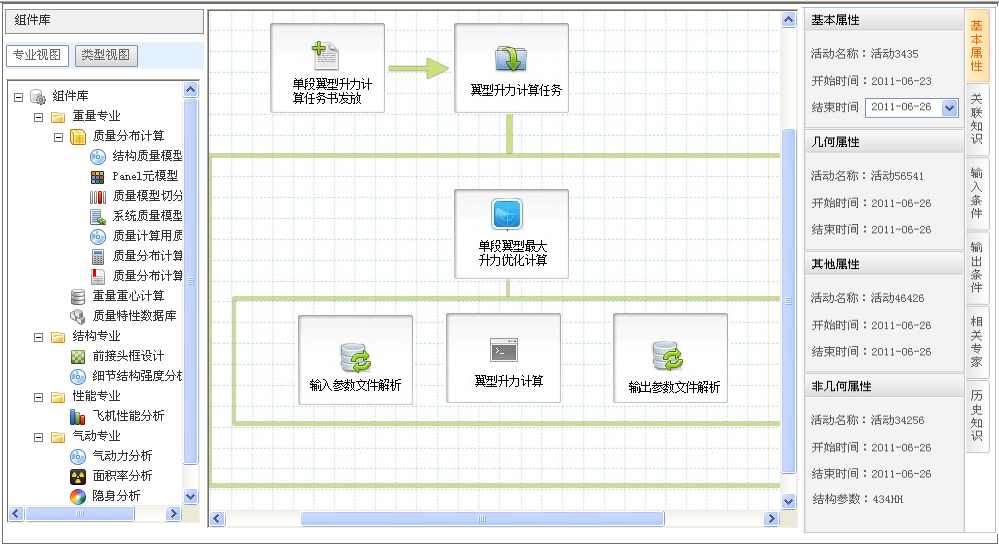 组件库
专业视图
类型视图
组件库
重量专业
质量分布计算
结构质量模型
Panel元模型
质量模型切分
系统质量模型
质量计算用质
质量分布计算
质量分布计算
重量重心计算
质量特性数据库
结构专业
前接头框设计
细节结构强度分析
性能专业
飞机性能分析
气动专业
气动力分析
面积率分析
隐身分析
单段翼型升力计
算任务书发放
翼型升力计算任务
单段翼型最大
升力优化计算
输入参数文件解析
翼型升力计算
输出参数文件解析
基本属性
活动名称：活动3435
开始时间：2011-06-23
结束时间 2011-06-26
几何属性
活动名称：活动56541
开始时间：2011-06-26
结束时间：2011-06-26
其他属性
活动名称：活动46426
开始时间：2011-06-26
结束时间：2011-06-26
非几何属性
活动名称：活动34256
开始时间：2011-06-26
结束时间：2011-06-26
结构参数：434HH
基本属性
关联知识
输入条件
输出条件
相关专家
历史知识